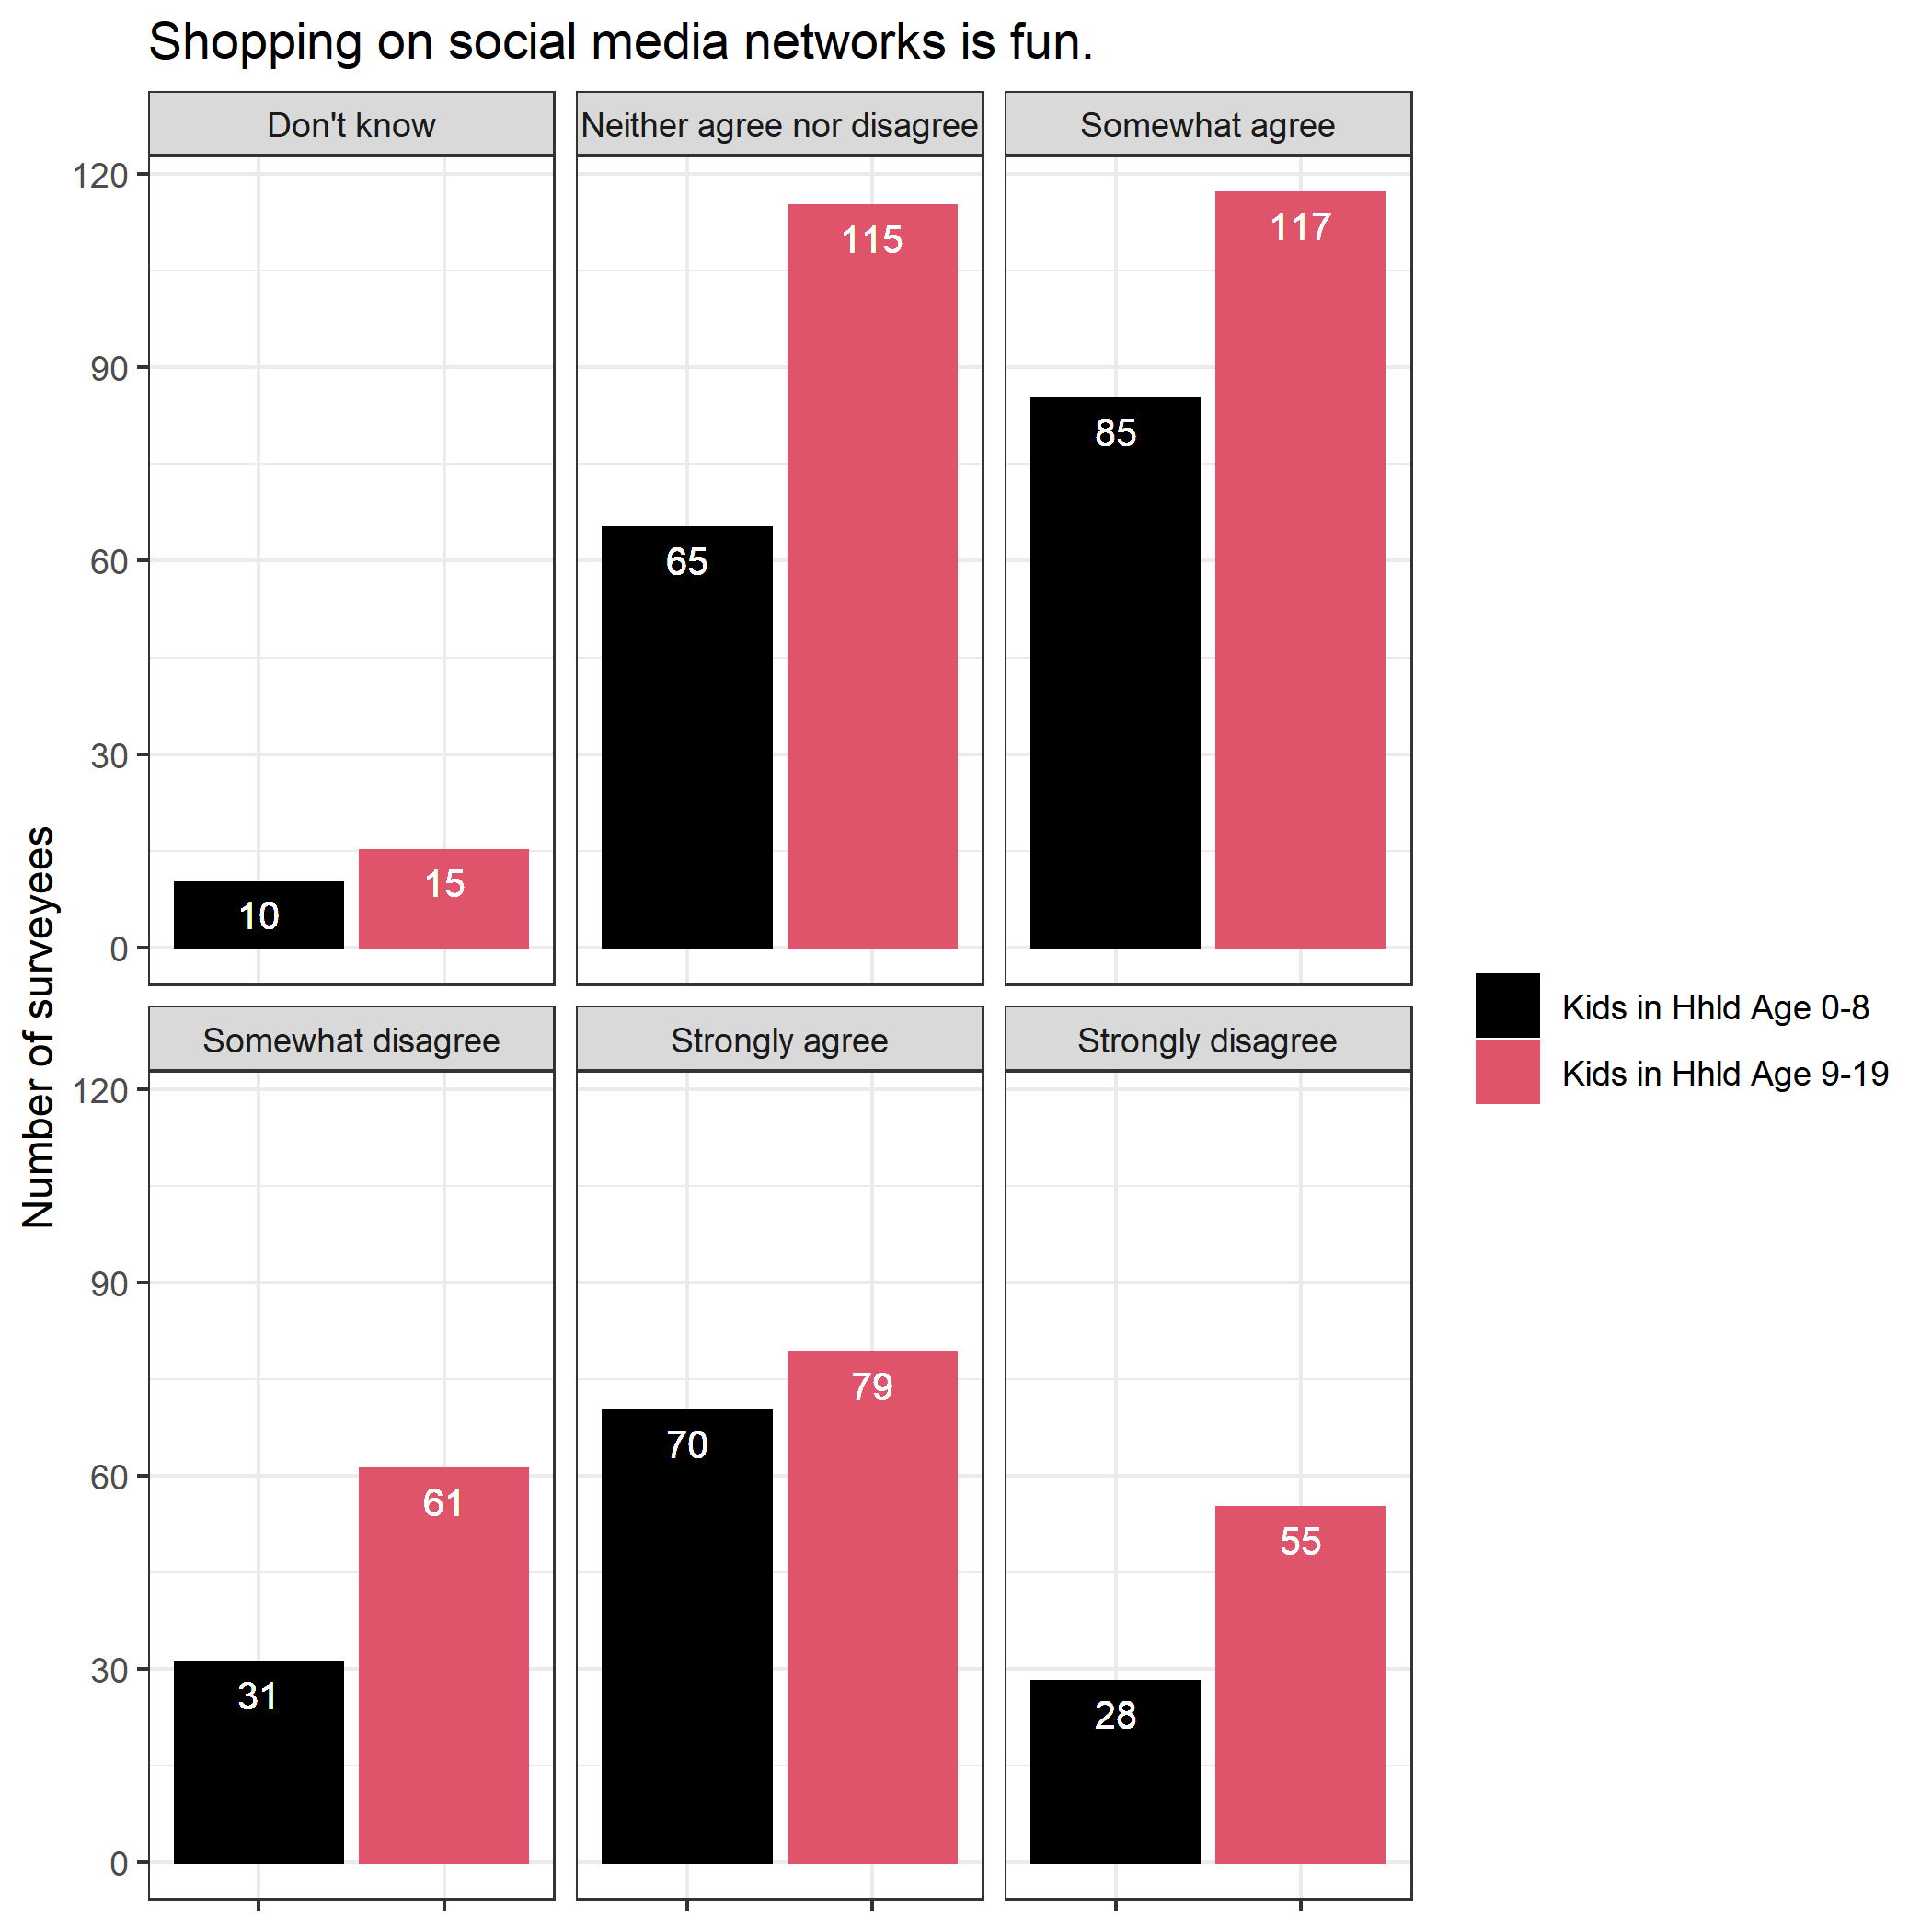 Shopping on social media networks is fun.
Don't know
Neither agree nor disagree
Somewhat agree
120
90
60
30
0
10
15
65
115
85
117
Number of surveyees
Somewhat disagree
Strongly agree
Strongly disagree
120
90
60
30
0
31
61
70
79
28
55
Kids in Hhld Age 0-8
Kids in Hhld Age 9-19